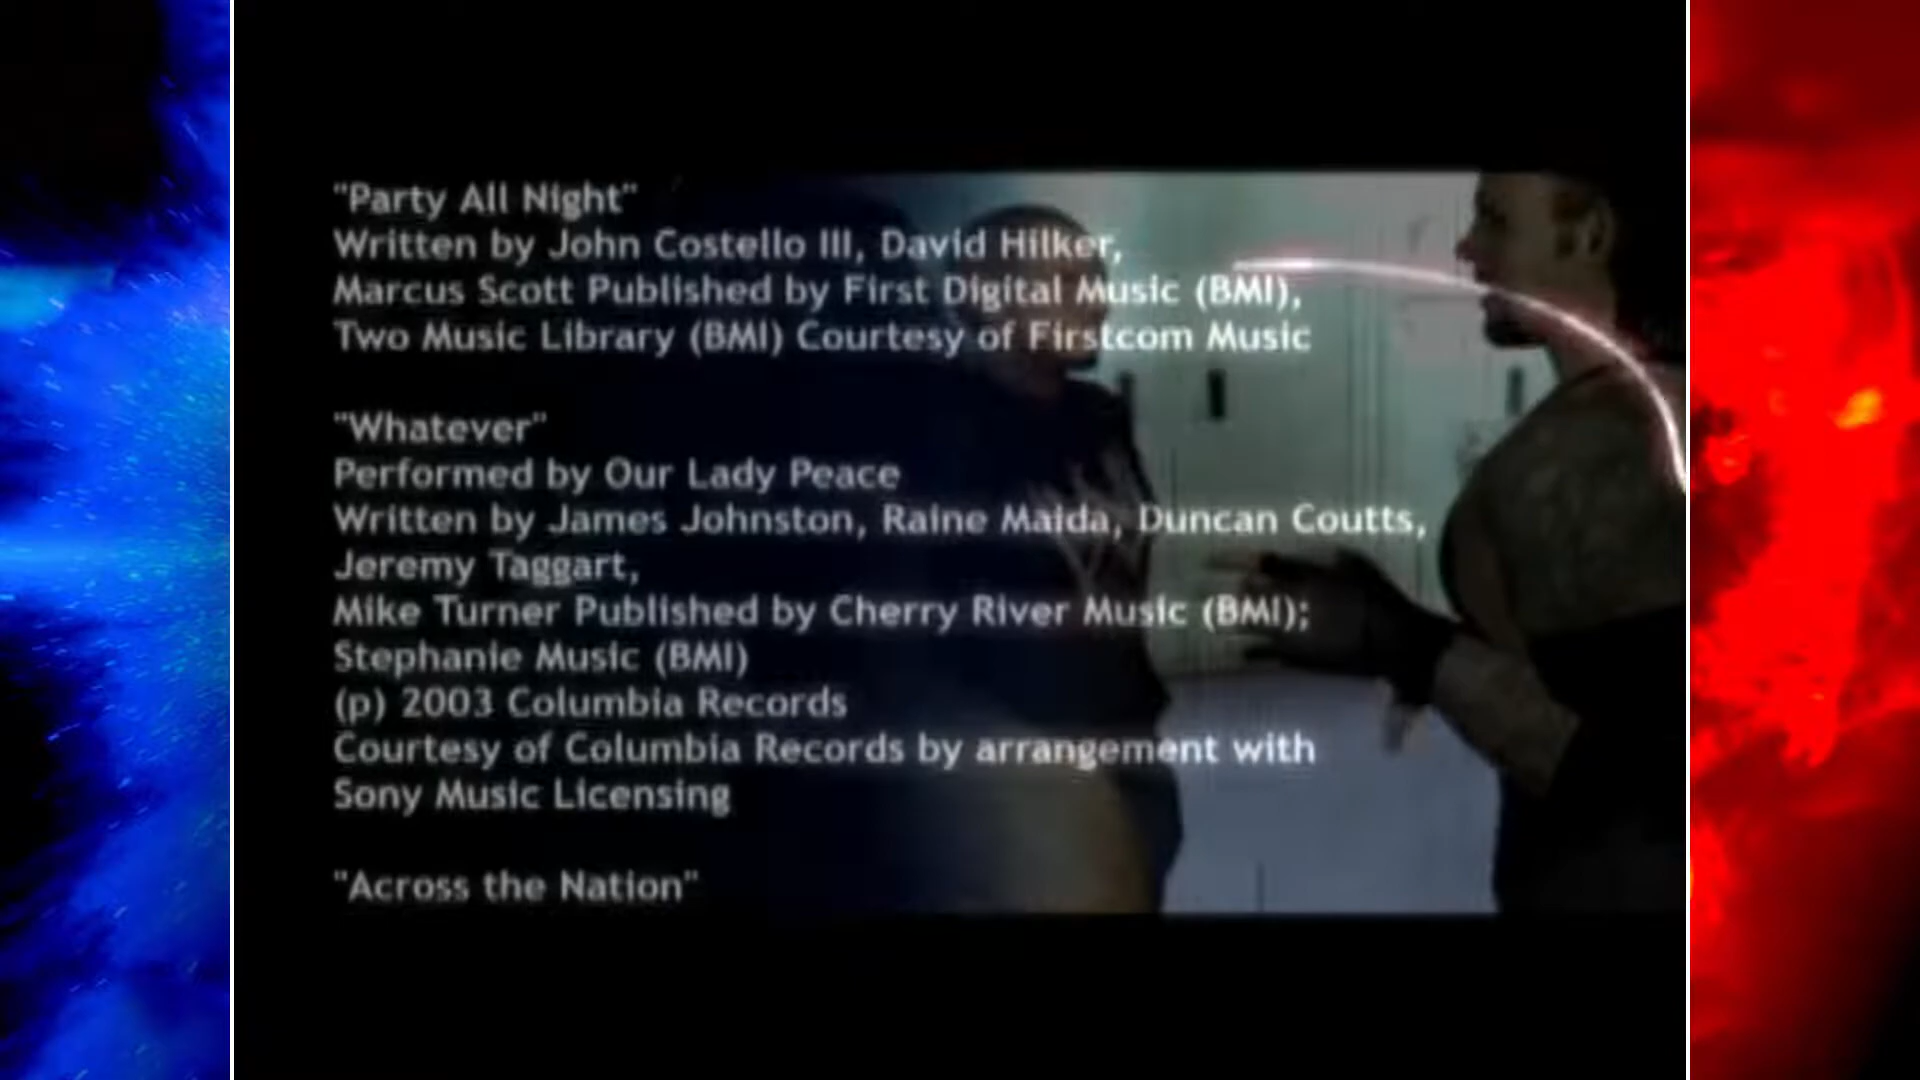 "Party All Night"
Written by John Costello III, David Hilker,
Marcus Scott Published by First Digital Music (BMI),
Two Music Library (BMI) Courtesy of Firstcom Music
"Whatever"
Performed by Our Lady Peace
Written by James Johnston, Raine Maida, Duncan Coutts,
Jeremy Taggart,
Mike Turner Published by Cherry River Music (BMI);
Stephanie Music (BMI)
(p) 2003 Columbia Records
Courtesy of Columbia Records by arrangement with
Sony Music Licensing
"Across the Nation"